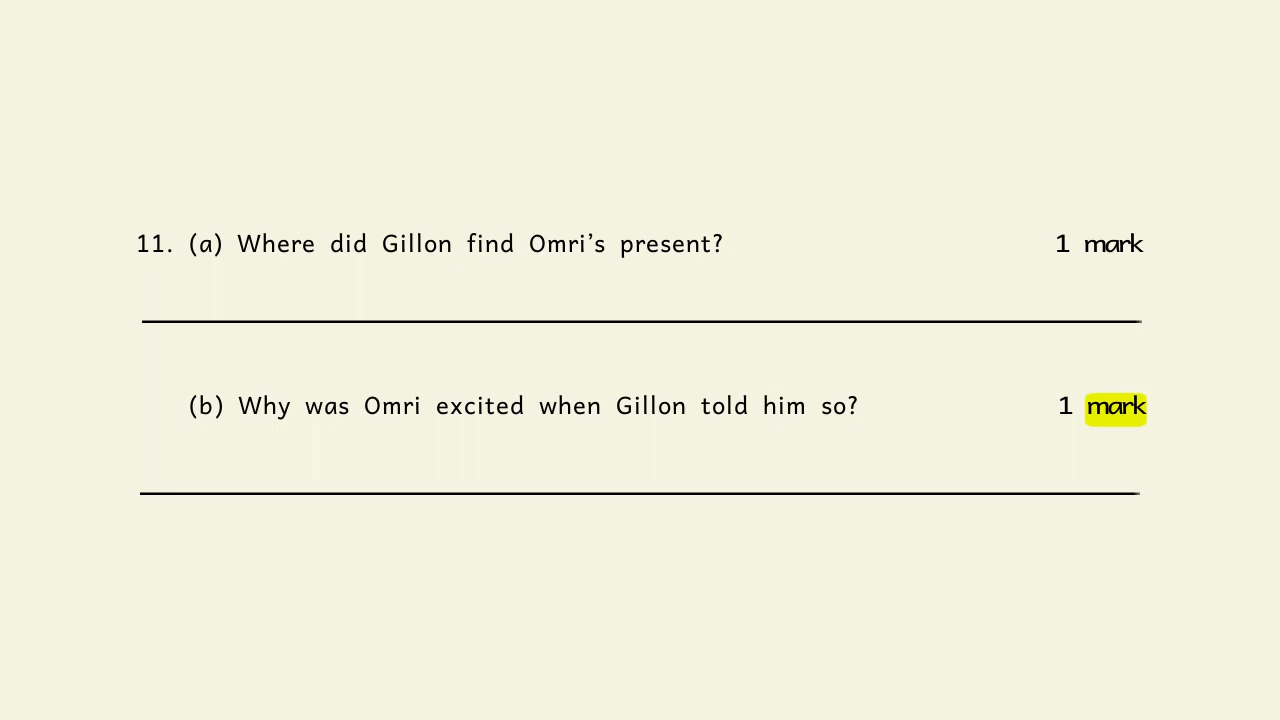 11. (a) Where did Gillon find Omri’s present? 1 mark
(b) Why was Omri excited when Gillon told him so? 1 mark